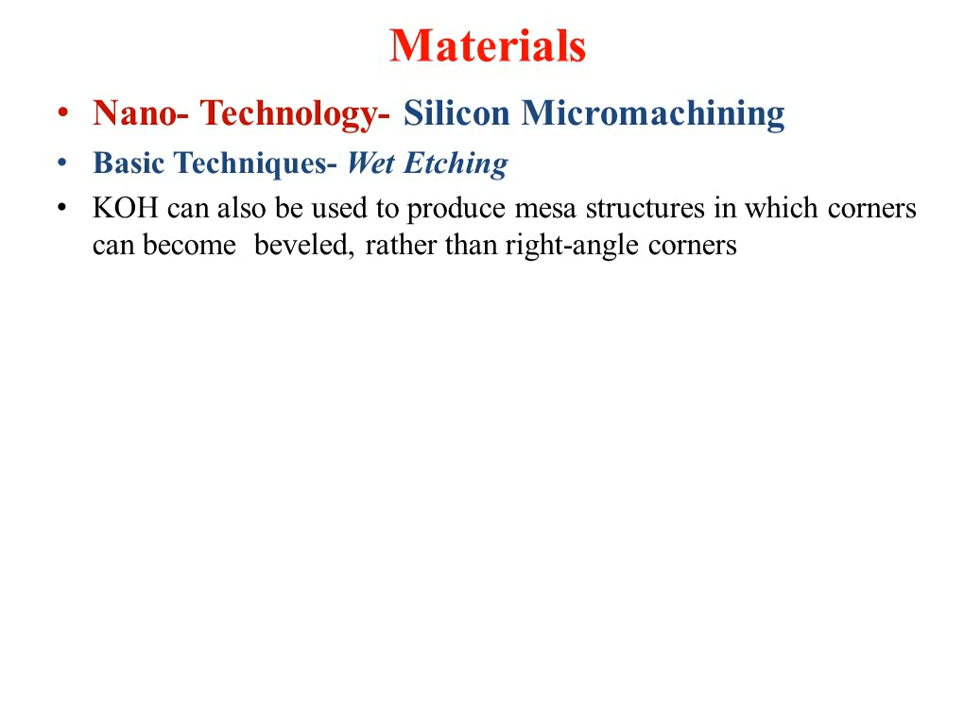 Materials
• Nano- Technology- Silicon Micromachining
• Basic Techniques- Wet Etching
• KOH can also be used to produce mesa structures in which corners
can become  beveled, rather than right-angle corners